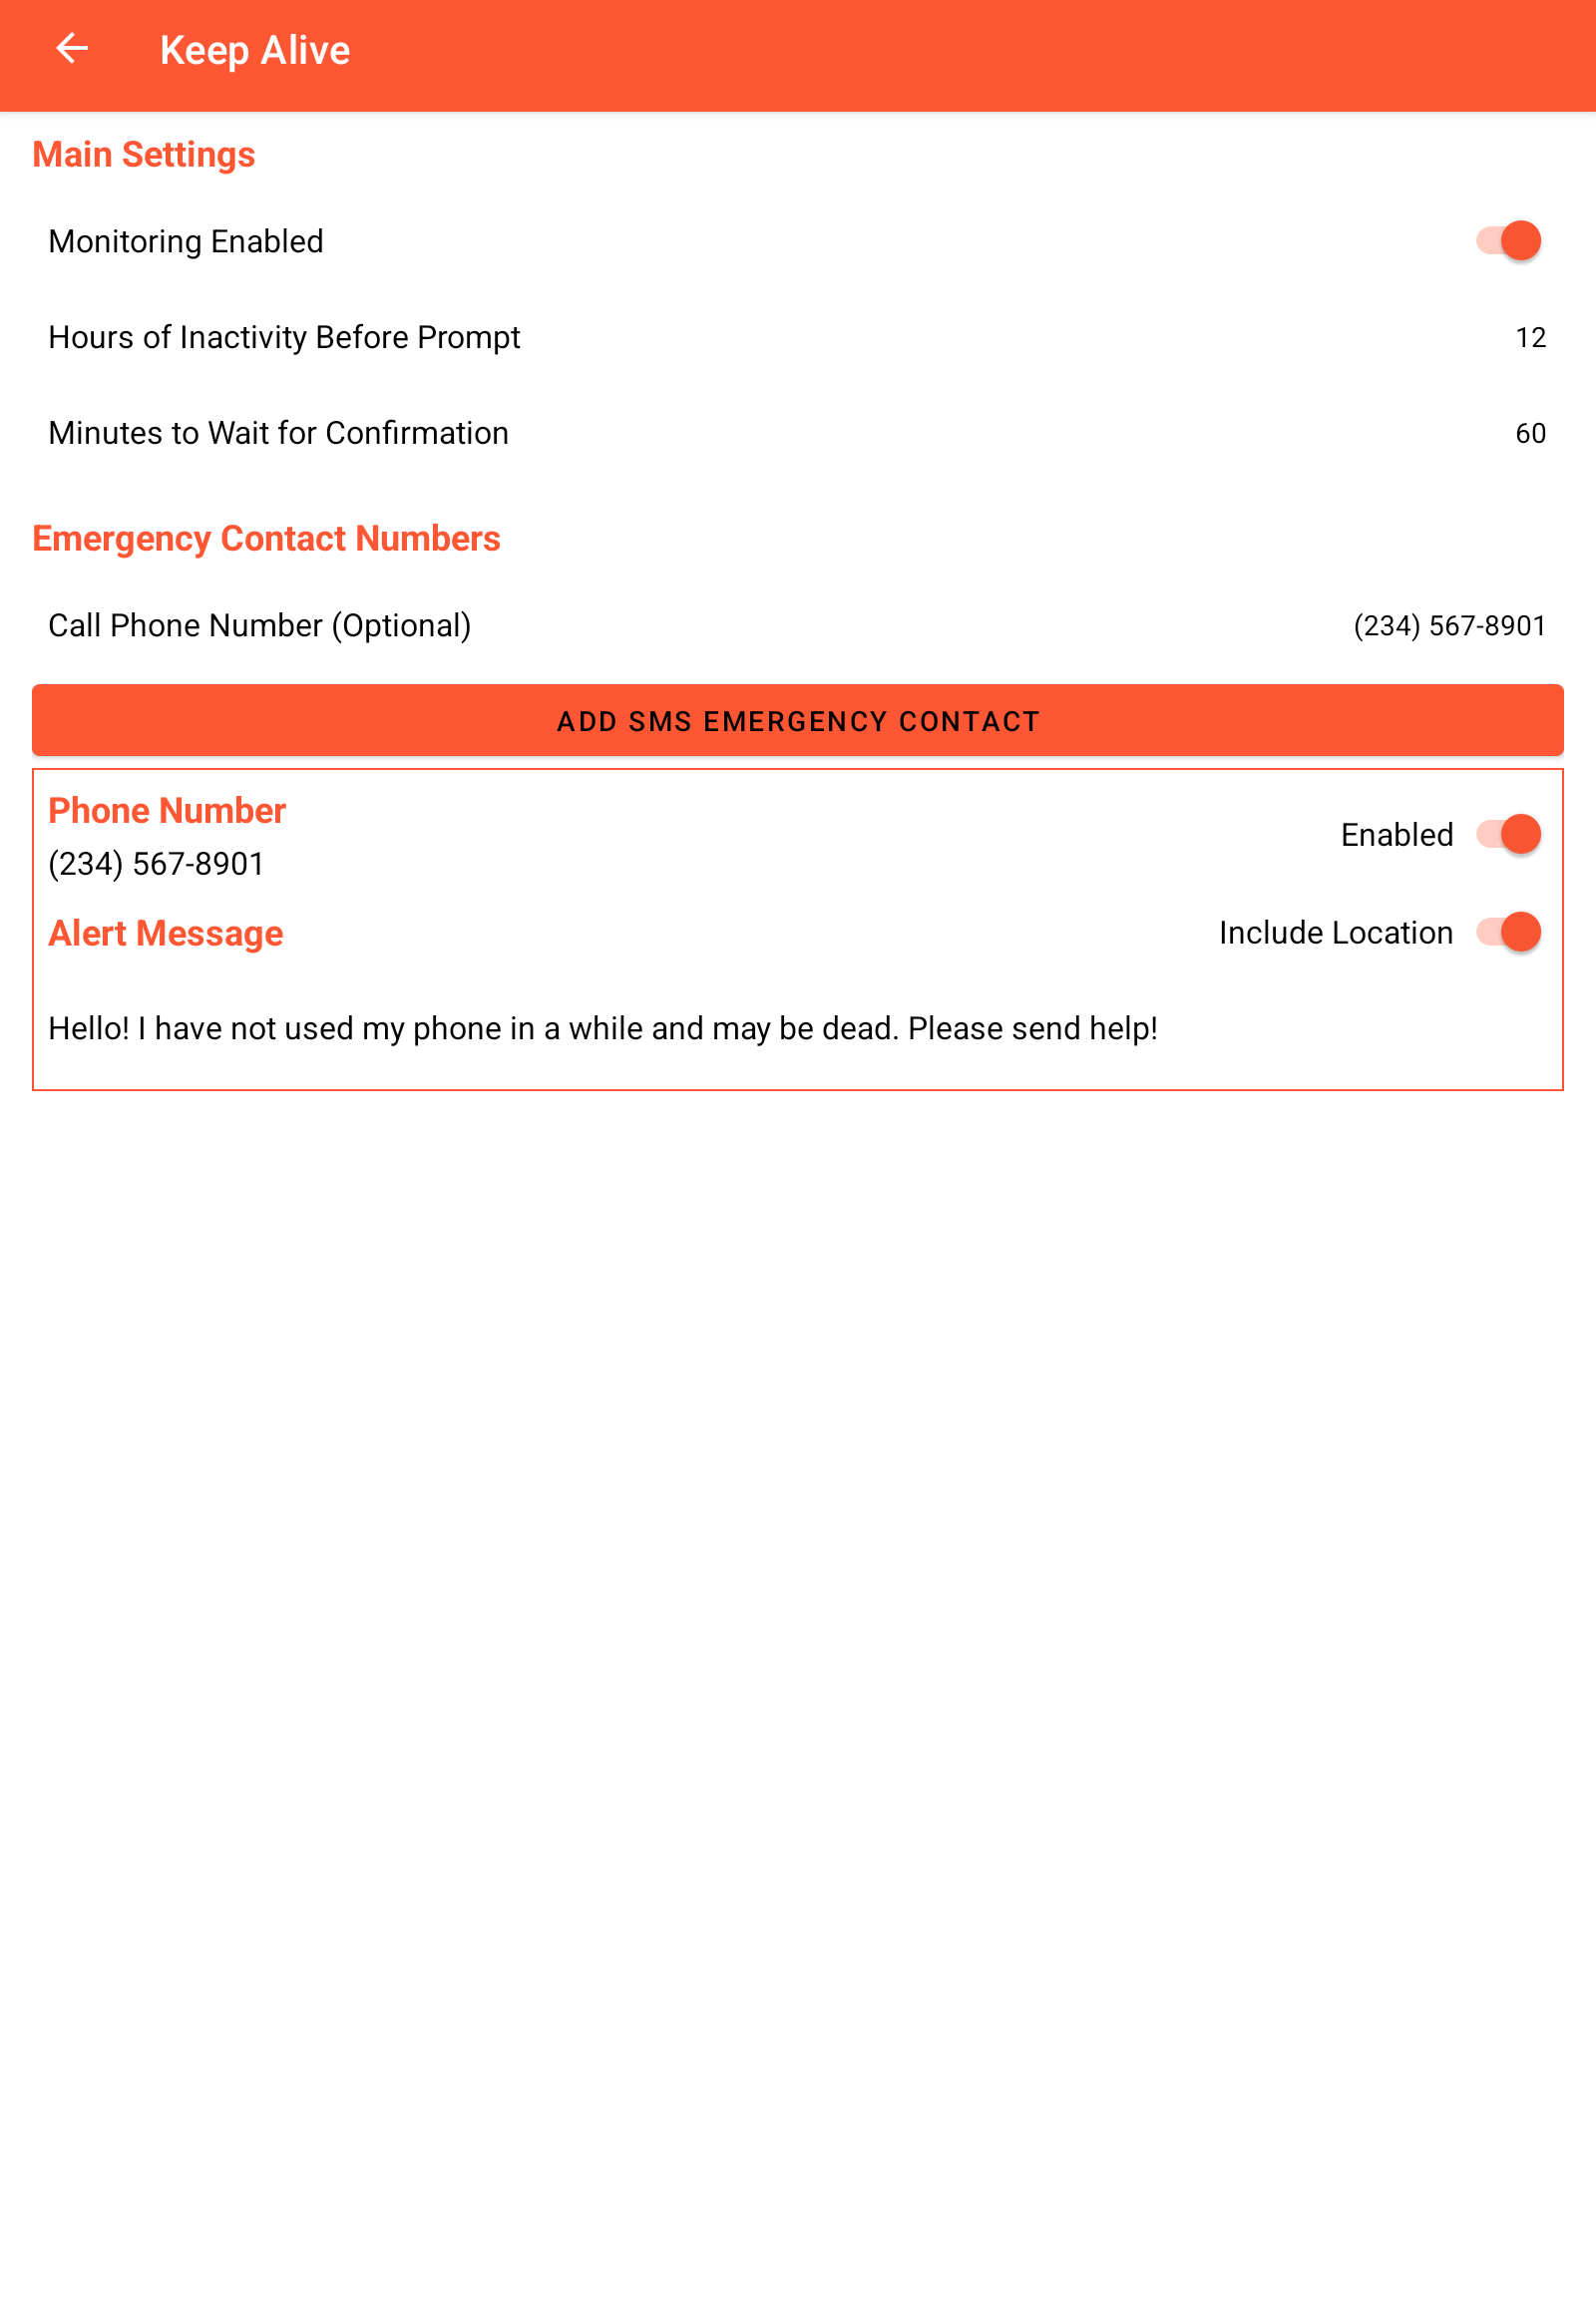 Keep Alive
Main Settings
Monitoring Enabled
Hours of Inactivity Before Prompt 12
Minutes to Wait for Confirmation 60
Emergency Contact Numbers
Call Phone Number (Optional) (234) 567-8901
ADD SMS EMERGENCY CONTACT
Phone Number
Enabled
(234) 567-8901
Alert Message Include Location
Hello! I have not used my phone in a while and may be dead. Please send help!